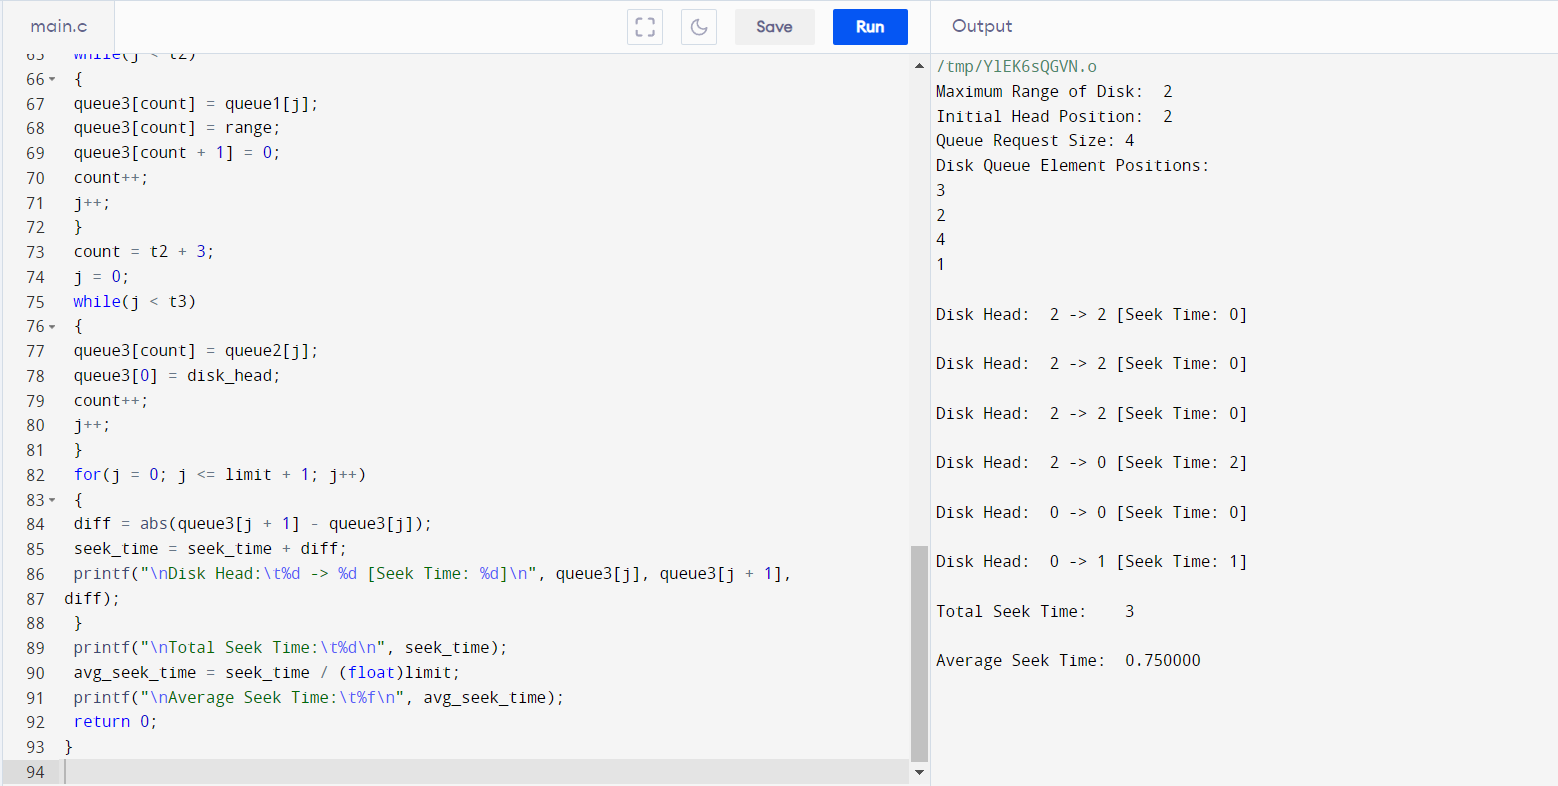 main.c
Save
Run
Output
65 while(j < t2)
66 {
67 queue3[count] = queue1[j];
68 queue3[count] = range;
69 queue3[count + 1] = 0;
70 count++;
71 j++;
72 }
73 count = t2 + 3;
74 j = 0;
75 while(j < t3)
76 {
77 queue3[count] = queue2[j];
78 queue3[0] = disk_head;
79 count++;
80 j++;
81 }
82 for(j = 0; j <= limit + 1; j++)
83 {
84 diff = abs(queue3[j + 1] - queue3[j]);
85 seek_time = seek_time + diff;
86 printf("\nDisk Head:\t%d -> %d [Seek Time: %d]\n", queue3[j], queue3[j + 1],
87 diff);
88 }
89 printf("\nTotal Seek Time:\t%d\n", seek_time);
90 avg_seek_time = seek_time / (float)limit;
91 printf("\nAverage Seek Time:\t%f\n", avg_seek_time);
92 return 0;
93 }
94
/tmp/YlEK6sQGVN.o
Maximum Range of Disk: 2
Initial Head Position: 2
Queue Request Size: 4
Disk Queue Element Positions:
3
2
4
1
Disk Head: 2 -> 2 [Seek Time: 0]
Disk Head: 2 -> 2 [Seek Time: 0]
Disk Head: 2 -> 2 [Seek Time: 0]
Disk Head: 2 -> 0 [Seek Time: 2]
Disk Head: 0 -> 0 [Seek Time: 0]
Disk Head: 0 -> 1 [Seek Time: 1]
Total Seek Time: 3
Average Seek Time: 0.750000